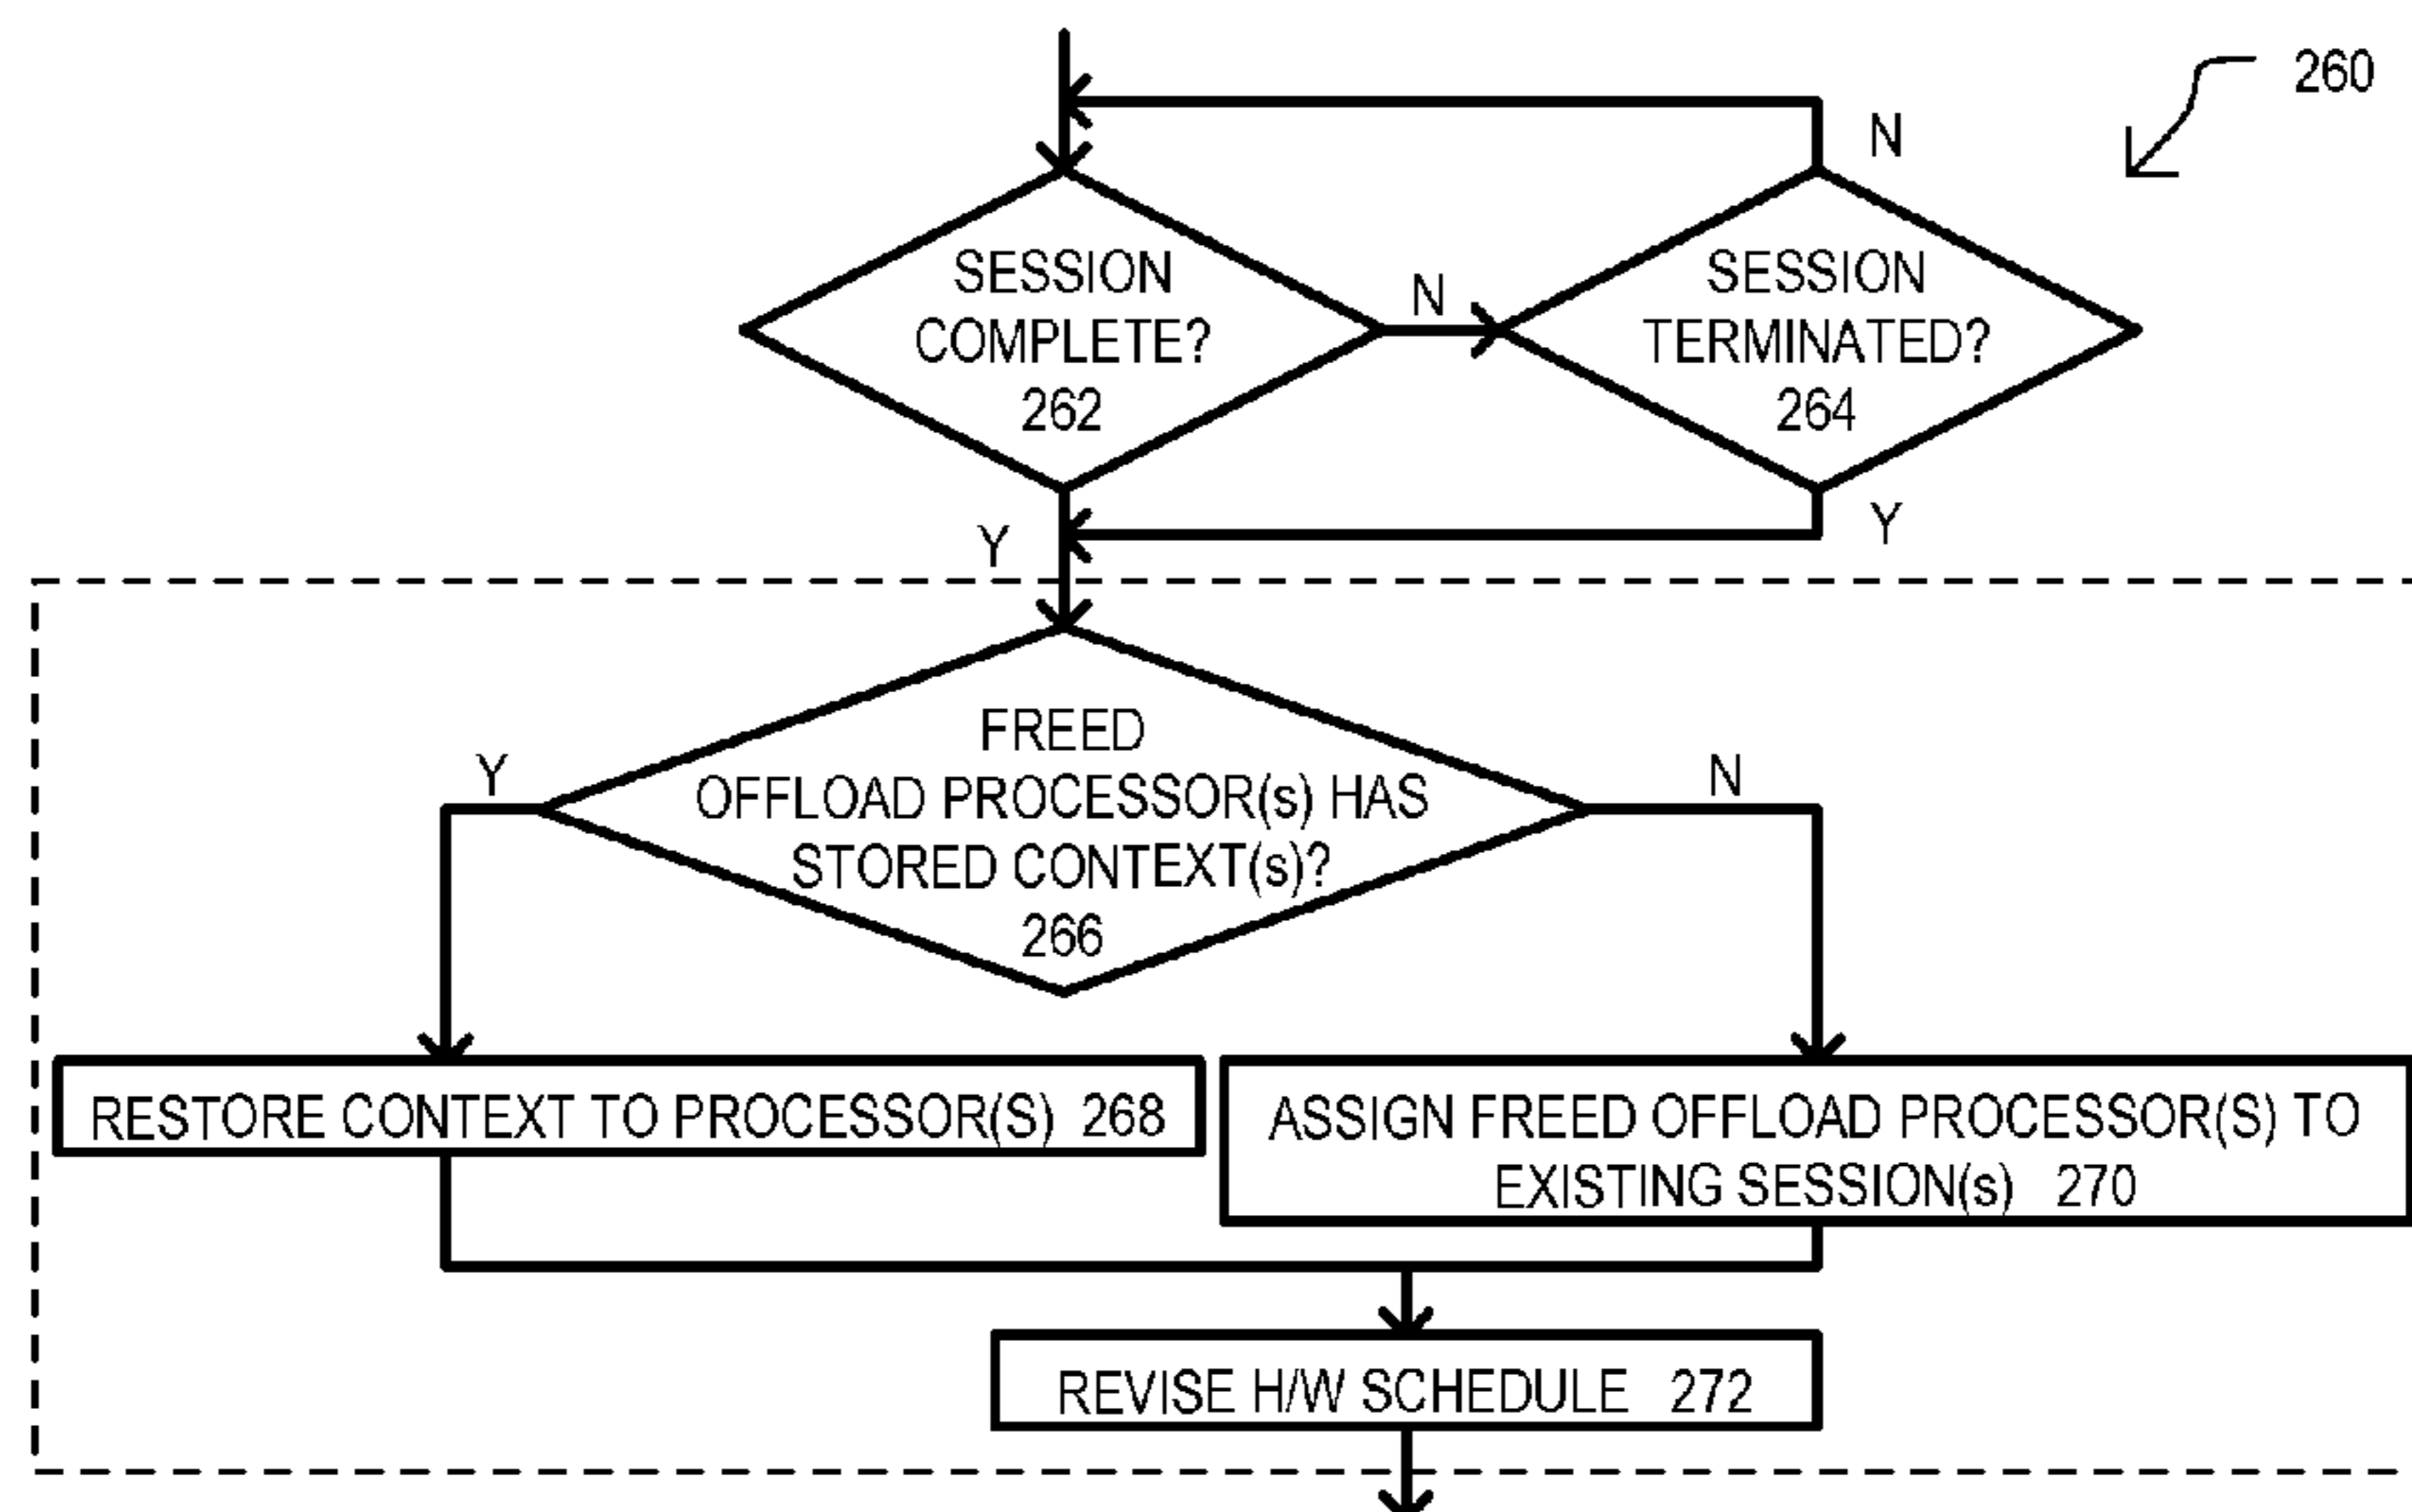 260
N
SESSION
COMPLETE?
262
N
SESSION
TERMINATED?
264
Y
Y
FREED
OFFLOAD PROCESSOR(s) HAS
STORED CONTEXT(s)?
266
Y
N
RESTORE CONTEXT TO PROCESSOR(S) 268
ASSIGN FREED OFFLOAD PROCESSOR(S) TO
EXISTING SESSION(s) 270
REVISE H/W SCHEDULE 272